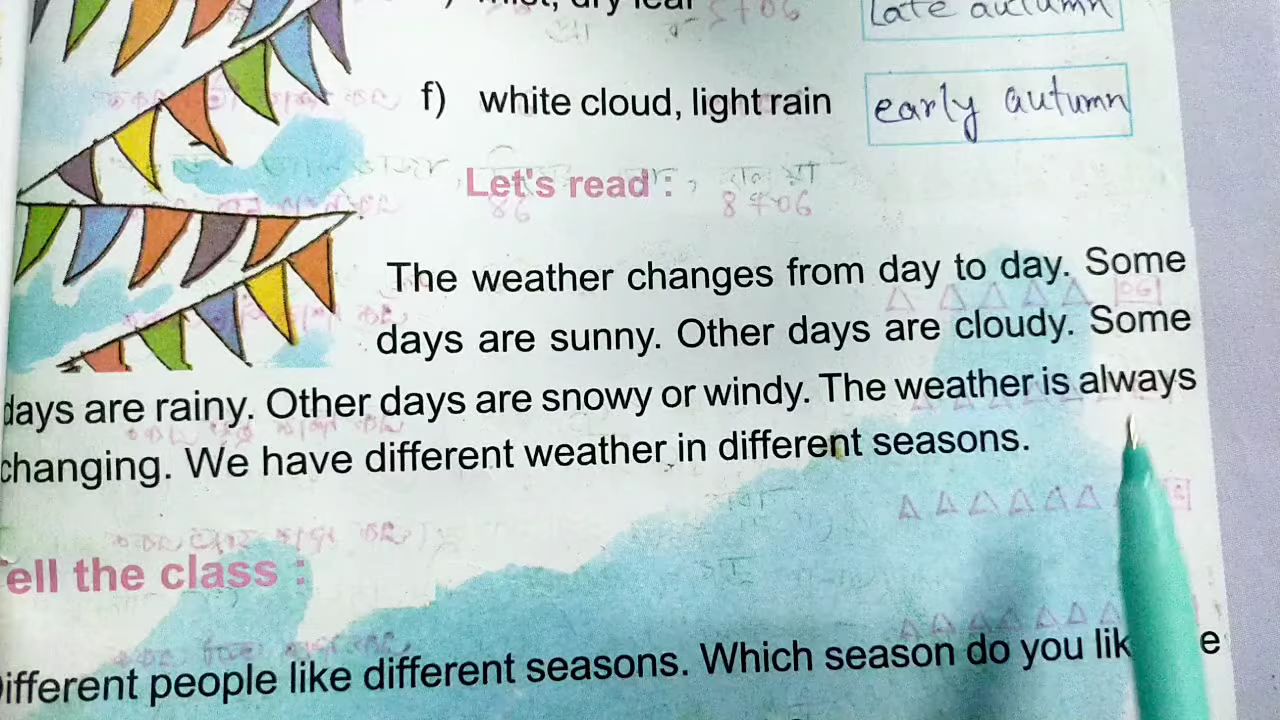 dry leaf
late autumn
f) white cloud, light rain
early autumn
Let's read :
The weather changes from day to day. Some
days are sunny. Other days are cloudy. Some
days are rainy. Other days are snowy or windy. The weather is always
changing. We have different weather in different seasons.
ell the class :
ifferent people like different seasons. Which season do you lik e